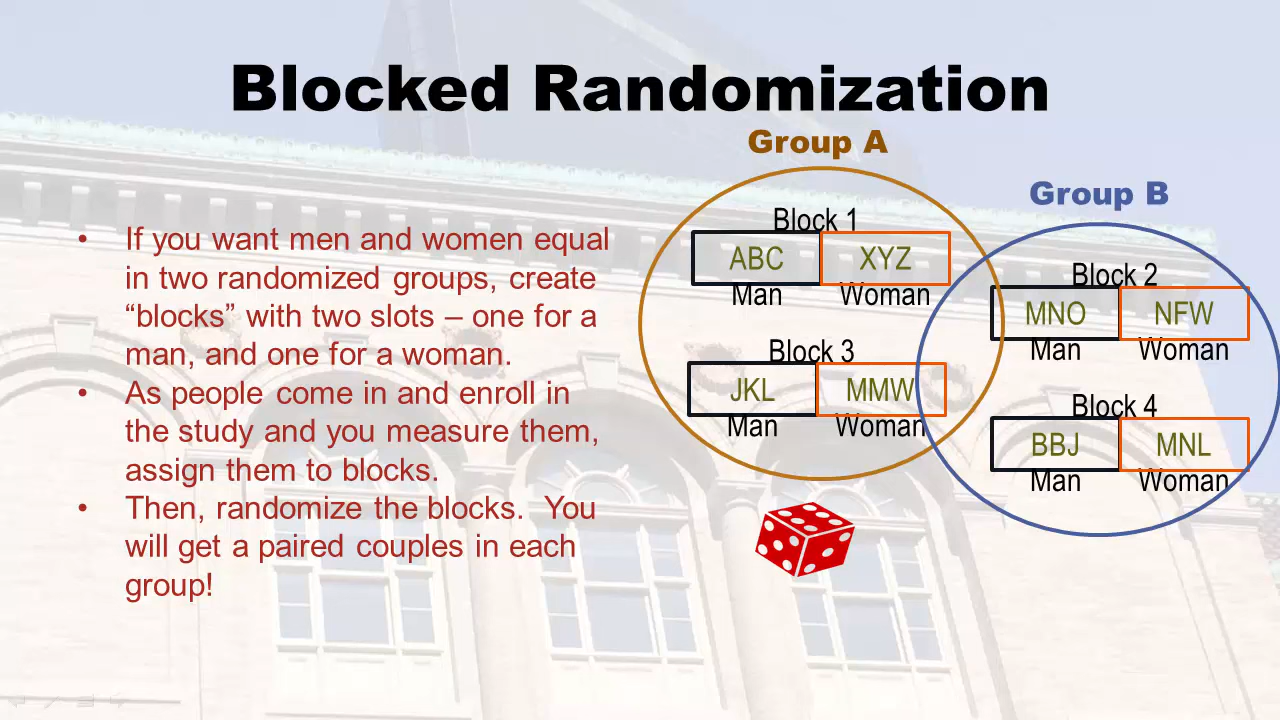 Blocked Randomization
Group A
Group B
• If you want men and women equal
in two randomized groups, create
“blocks” with two slots – one for a
man, and one for a woman.
• As people come in and enroll in
the study and you measure them,
assign them to blocks.
• Then, randomize the blocks.  You
will get a paired couples in each
group!
Block 1
ABC XYZ
Man Woman
Block 3
JKL MMW
Man Woman
Block 2
MNO NFW
Man Woman
Block 4
BBJ MNL
Man Woman